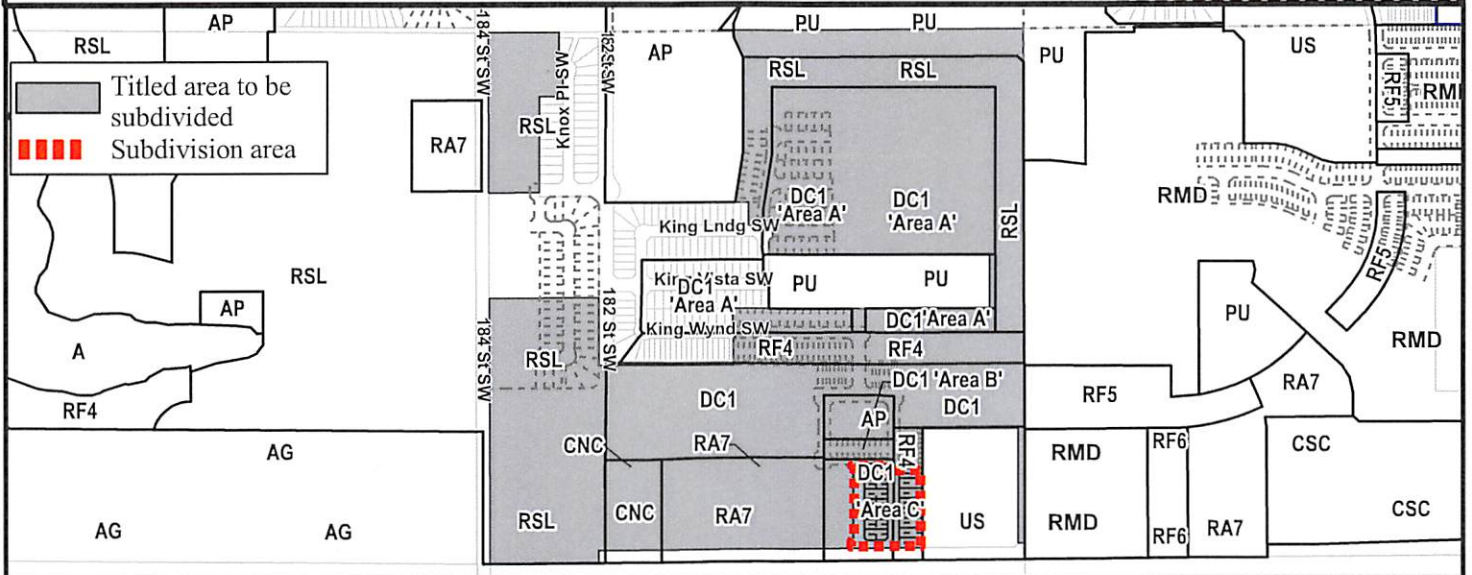 AP
PU
PU
RSL
184 St SW
182 St SW
AP
PU
US
Titled area to be
subdivided
Subdivision area
RSL
RSL
RF5
RMD
Knox Pl-SW
RSL
RA7
DC1
'Area A'
DC1
'Area A'
RMD
RSL
King Lndg SW
RF5
RSL
King Vista SW
DC1
'Area A'
PU
PU
AP
184 St SW
182 St SW
DC1'Area A'
PU
King Wynd SW
A
RSL
RF4
RF4
RMD
DC1 'Area B'
RA7
RF4
DC1
DC1
RF5
AP
AG
CNC
RA7
RF4
RMD
RF6
CSC
DC1
'Area C'
AG
AG
RSL
CNC
RA7
US
RMD
RF6
RA7
CSC